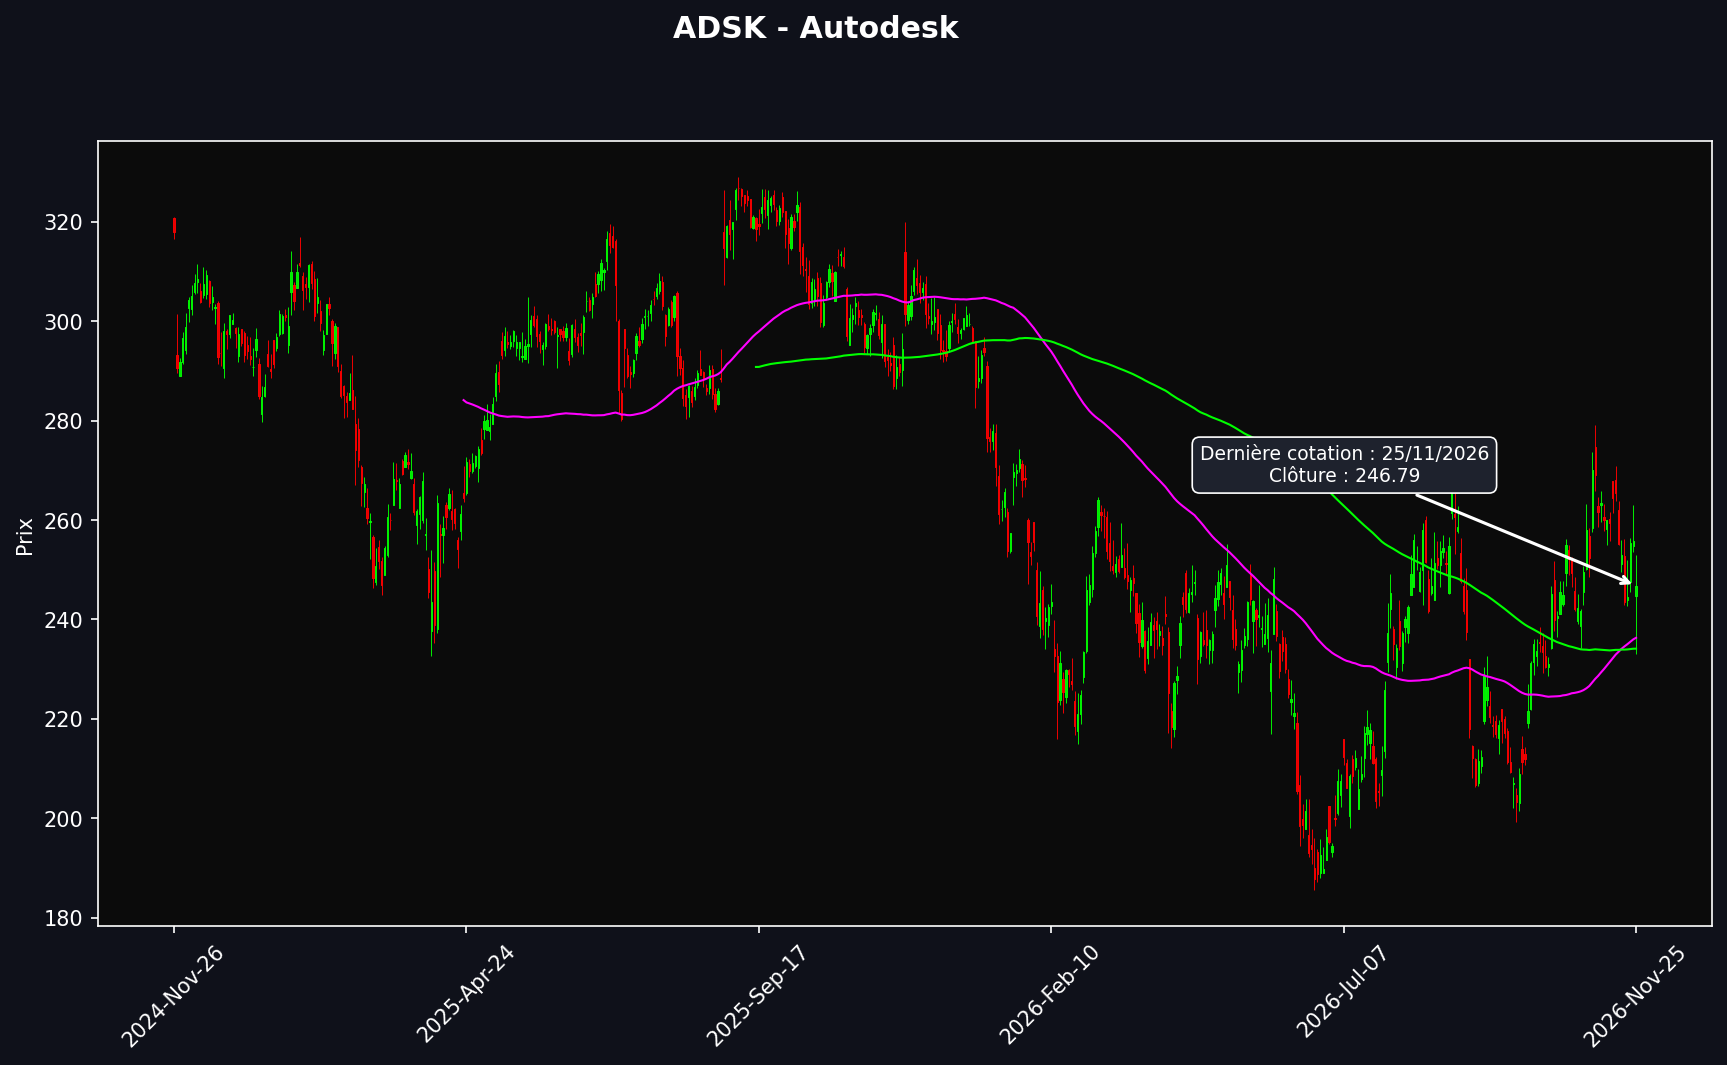 ADSK - Autodesk
Prix
320
300
280
260
240
220
200
180
Dernière cotation : 25/11/2026
Clôture : 246.79
2024-Nov-26
2025-Apr-24
2025-Sep-17
2026-Feb-10
2026-Jul-07
2026-Nov-25